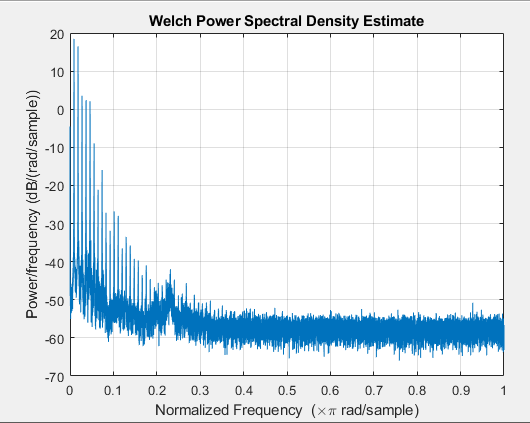 Welch Power Spectral Density Estimate
20
10
0
-10
-20
-30
-40
-50
-60
-70
Power/frequency (dB/(rad/sample))
0 0.1 0.2 0.3 0.4 0.5 0.6 0.7 0.8 0.9 1
Normalized Frequency (×π rad/sample)